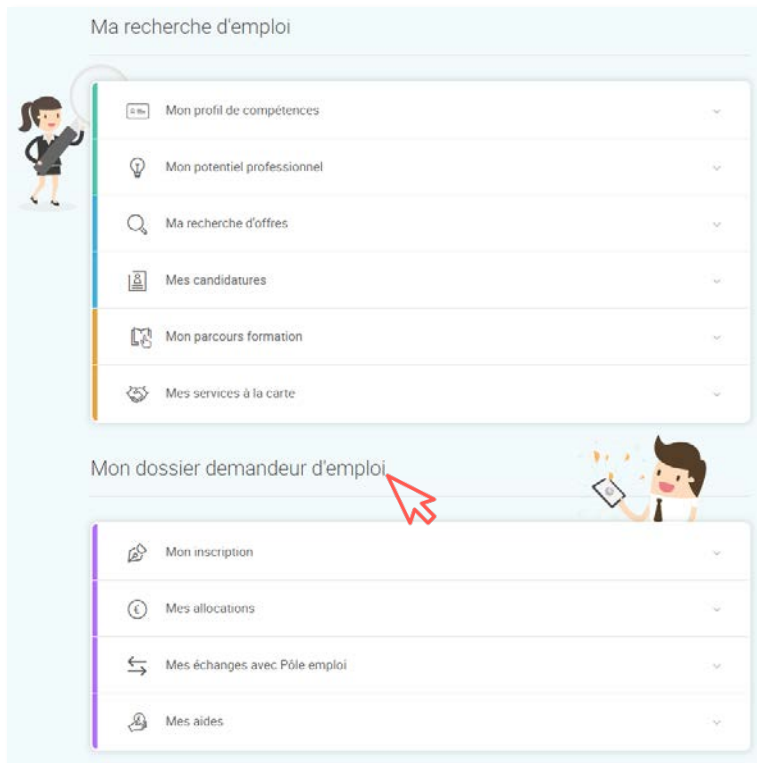 Ma recherche d'emploi
Mon profil de compétences
Mon potentiel professionnel
Ma recherche d'offres
Mes candidatures
Mon parcours formation
Mes services à la carte
Mon dossier demandeur d'emploi
Mon inscription
Mes allocations
Mes échanges avec Pôle emploi
Mes aides